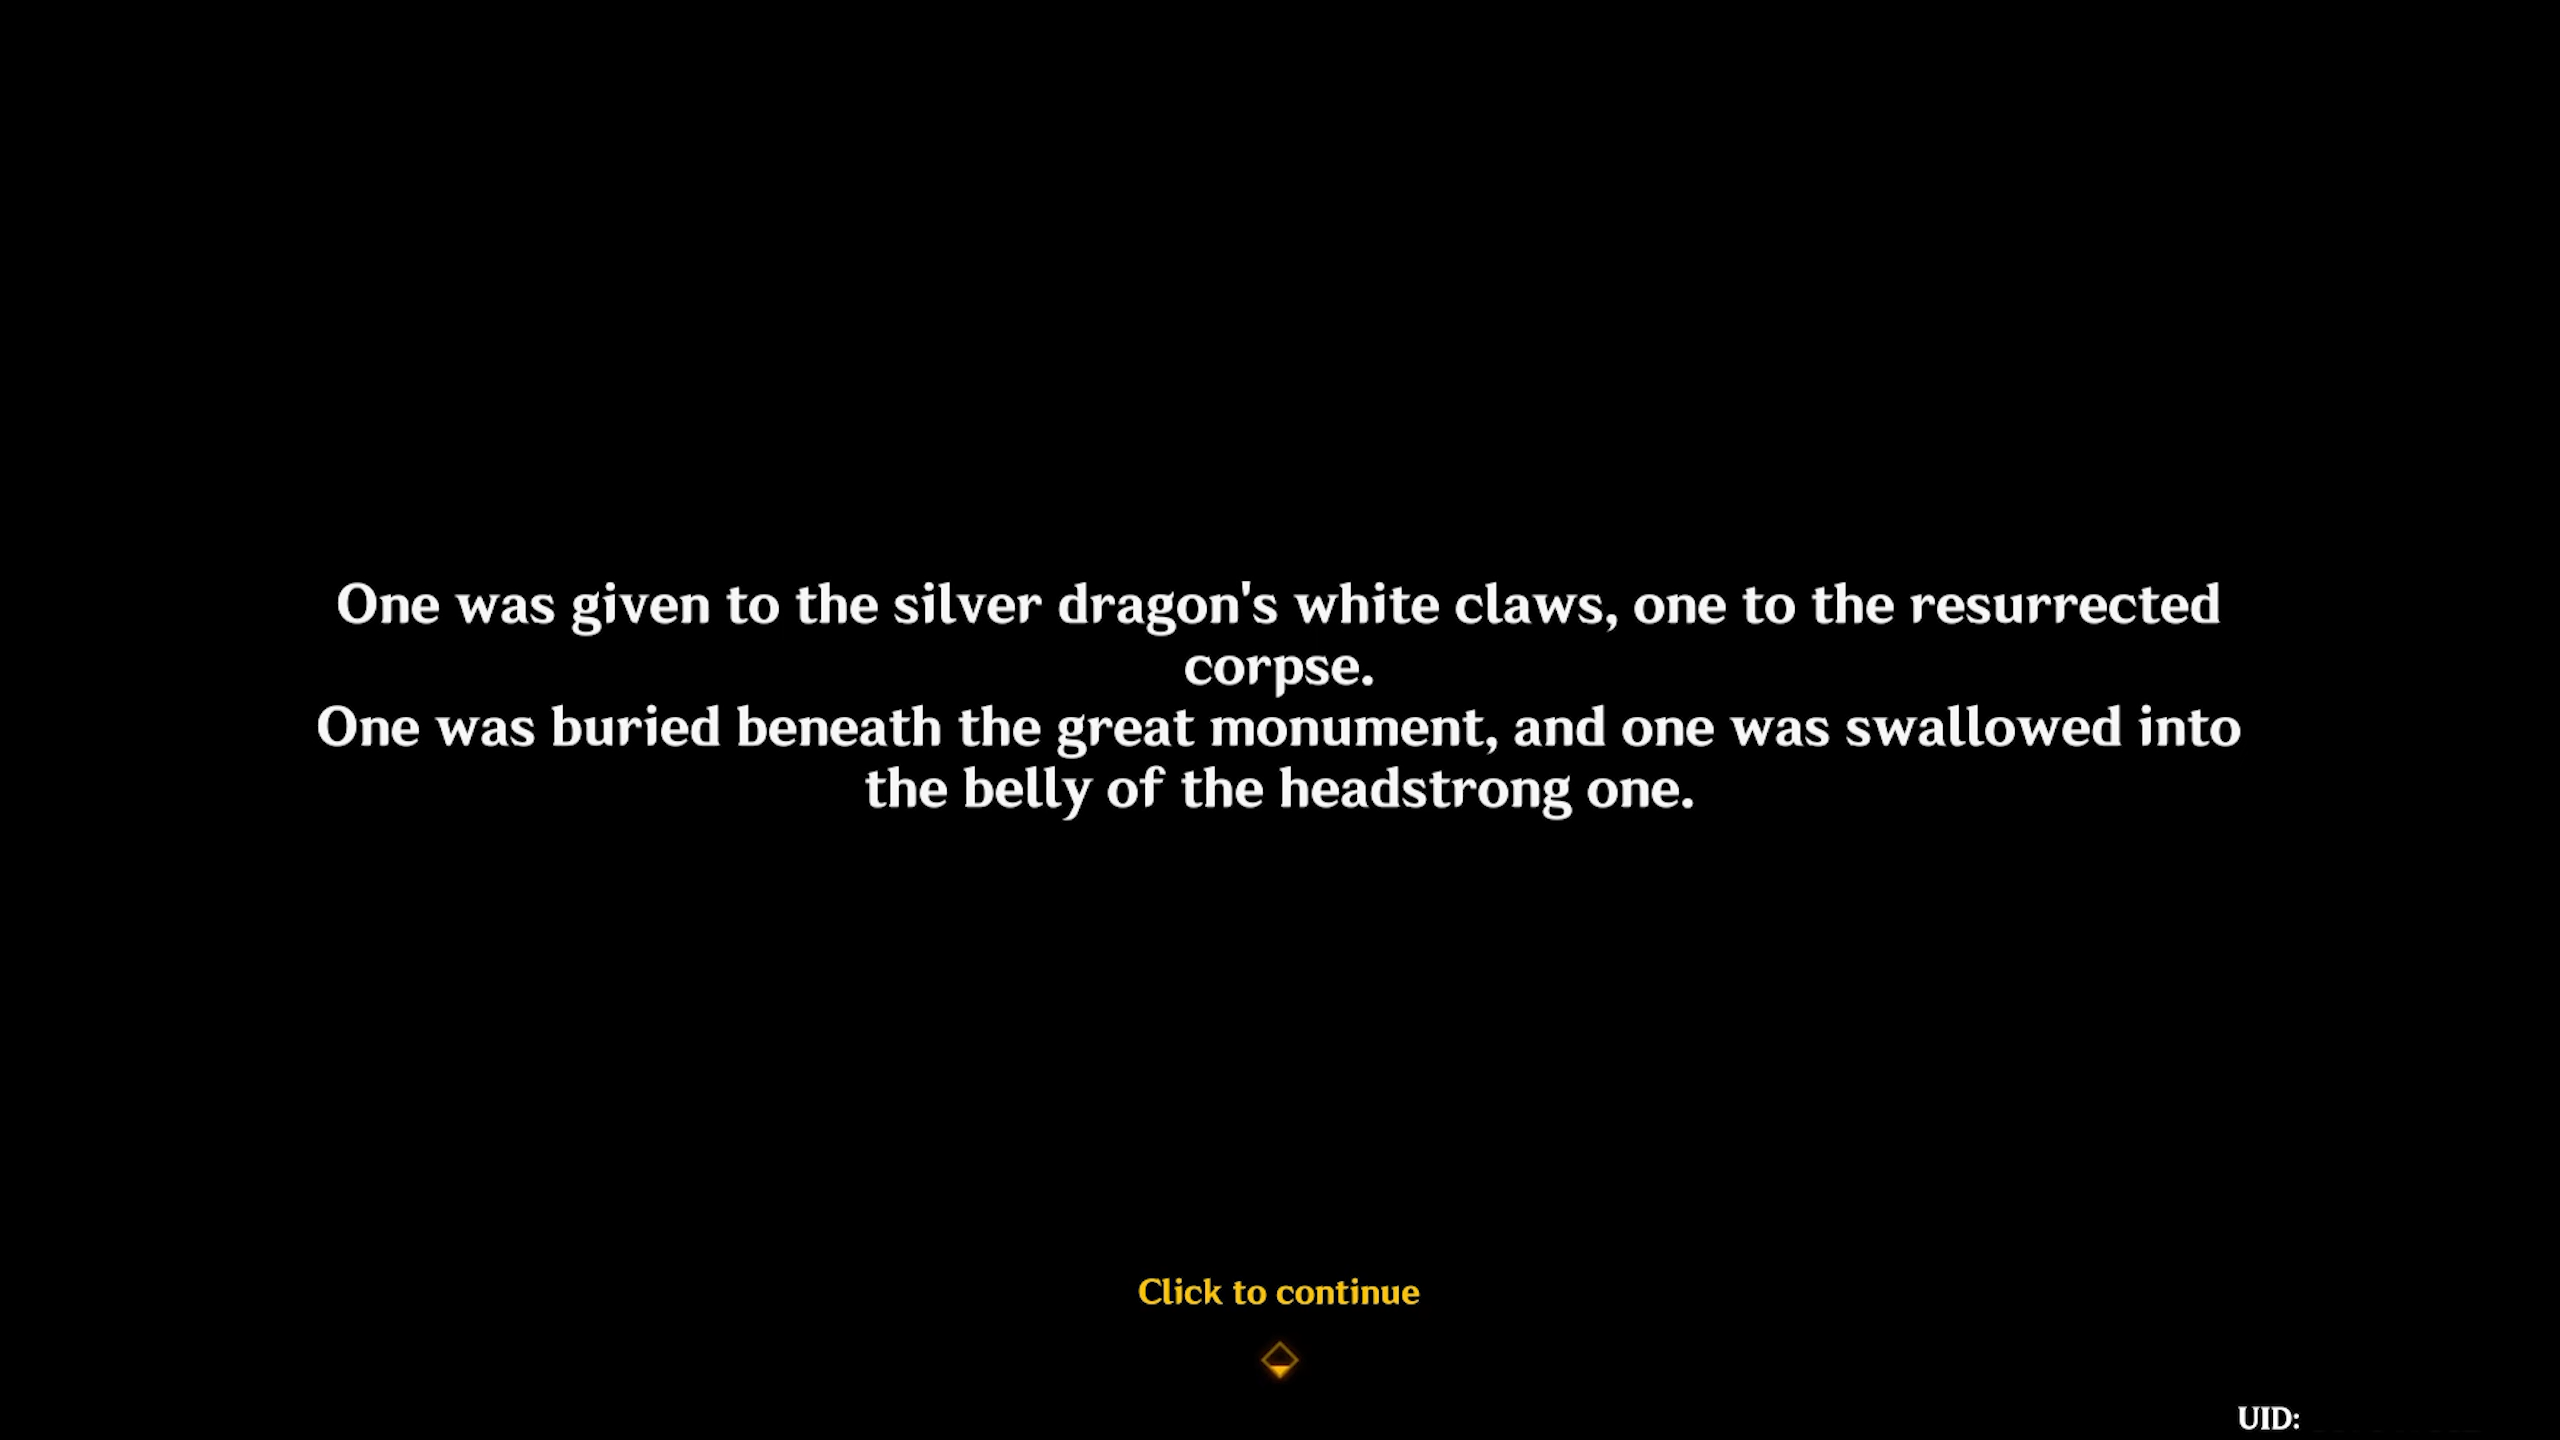 One was given to the silver dragon's white claws, one to the resurrected
corpse.
One was buried beneath the great monument, and one was swallowed into
the belly of the headstrong one.
Click to continue
UID: